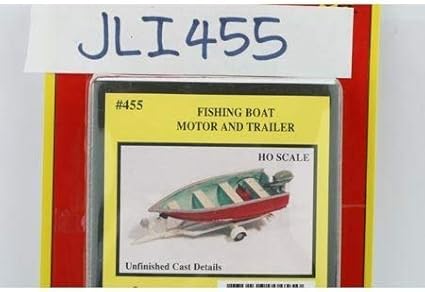 JLI455
#455
FISHING BOAT
MOTOR AND TRAILER
HO SCALE
Unfinished Cast Details